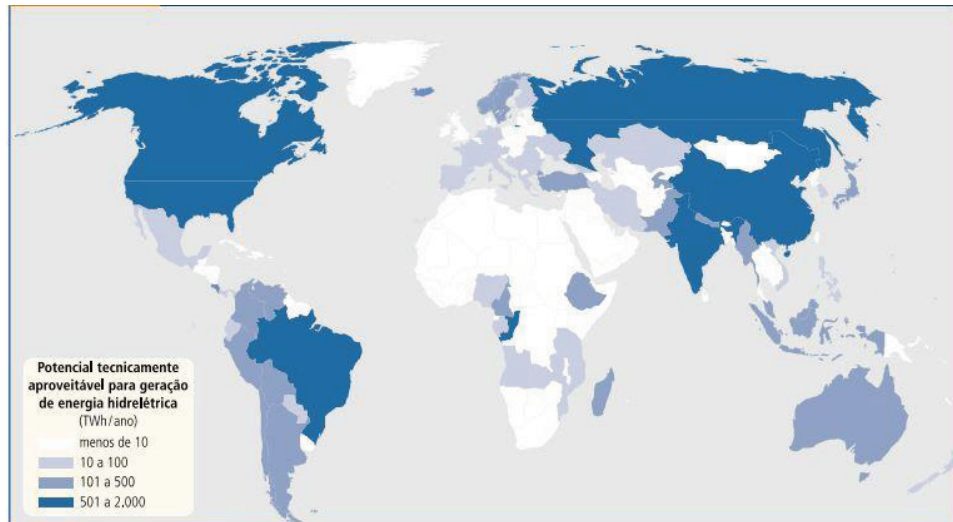 Potencial tecnicamente
aproveitável para geração
de energia hidrelétrica
(TWh/ano)
menos de 10
10 a 100
101 a 500
501 a 2.000